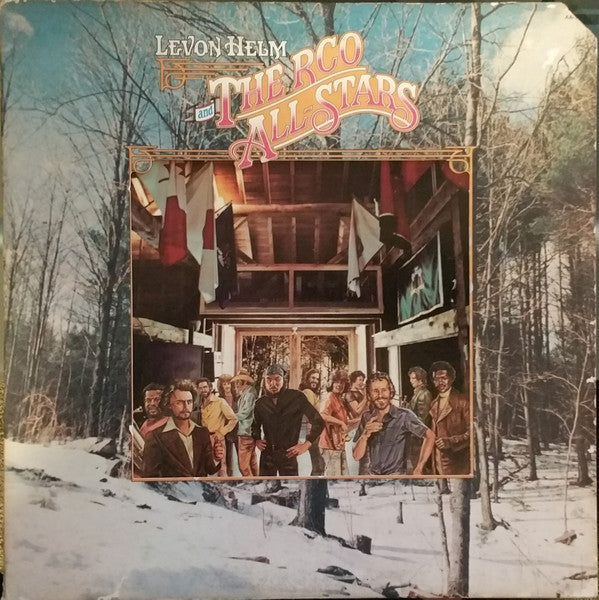 LEVON HELM
and THE RCO
ALL-STARS